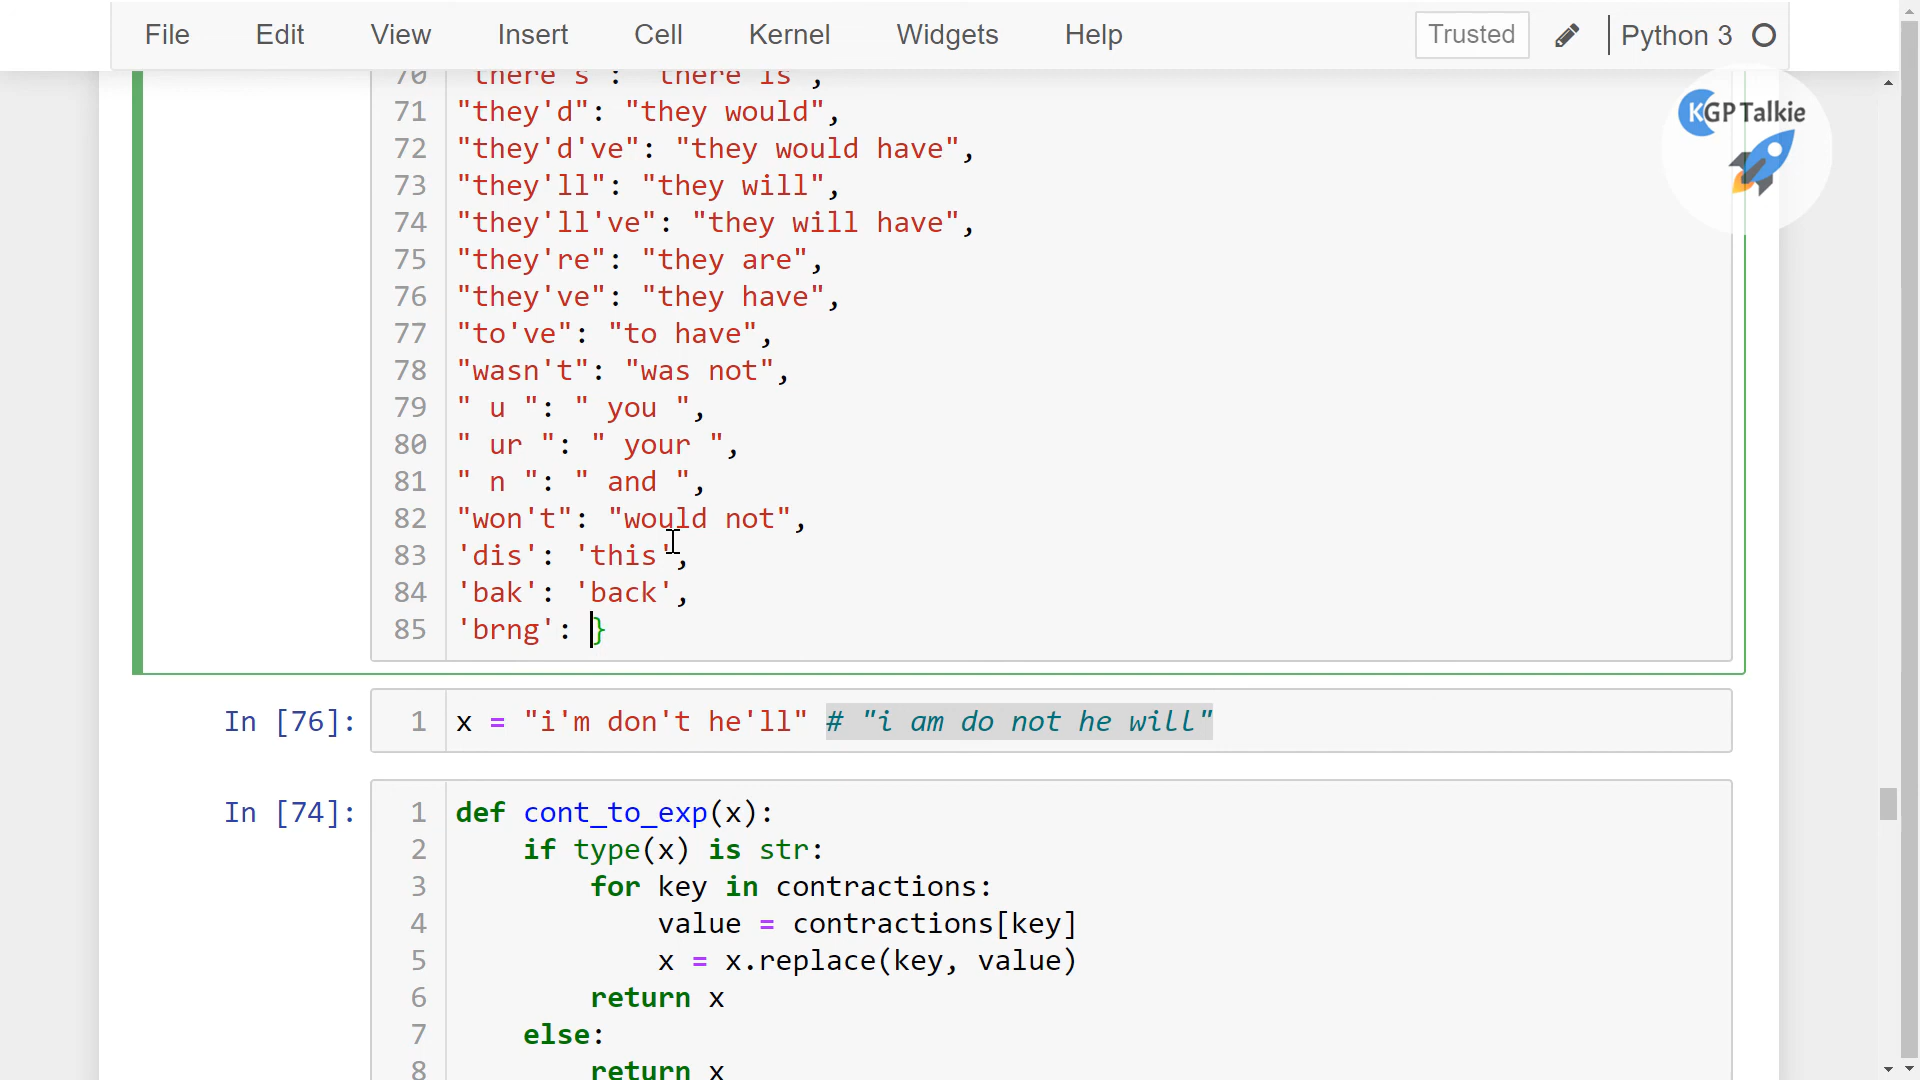 File Edit View Insert Cell Kernel Widgets Help Trusted Python 3
KGP Talkie
70 "there's": "there is",
71 "they'd": "they would",
72 "they'd've": "they would have",
73 "they'll": "they will",
74 "they'll've": "they will have",
75 "they're": "they are",
76 "they've": "they have",
77 "to've": "to have",
78 "wasn't": "was not",
79 " u ": " you ",
80 " ur ": " your ",
81 " n ": " and ",
82 "won't": "would not",
83 'dis': 'this',
84 'bak': 'back',
85 'brng': }
In [76]: 1 x = "i'm don't he'll" # "i am do not he will"
In [74]: 1 def cont_to_exp(x):
2 if type(x) is str:
3 for key in contractions:
4 value = contractions[key]
5 x = x.replace(key, value)
6 return x
7 else:
8 return x